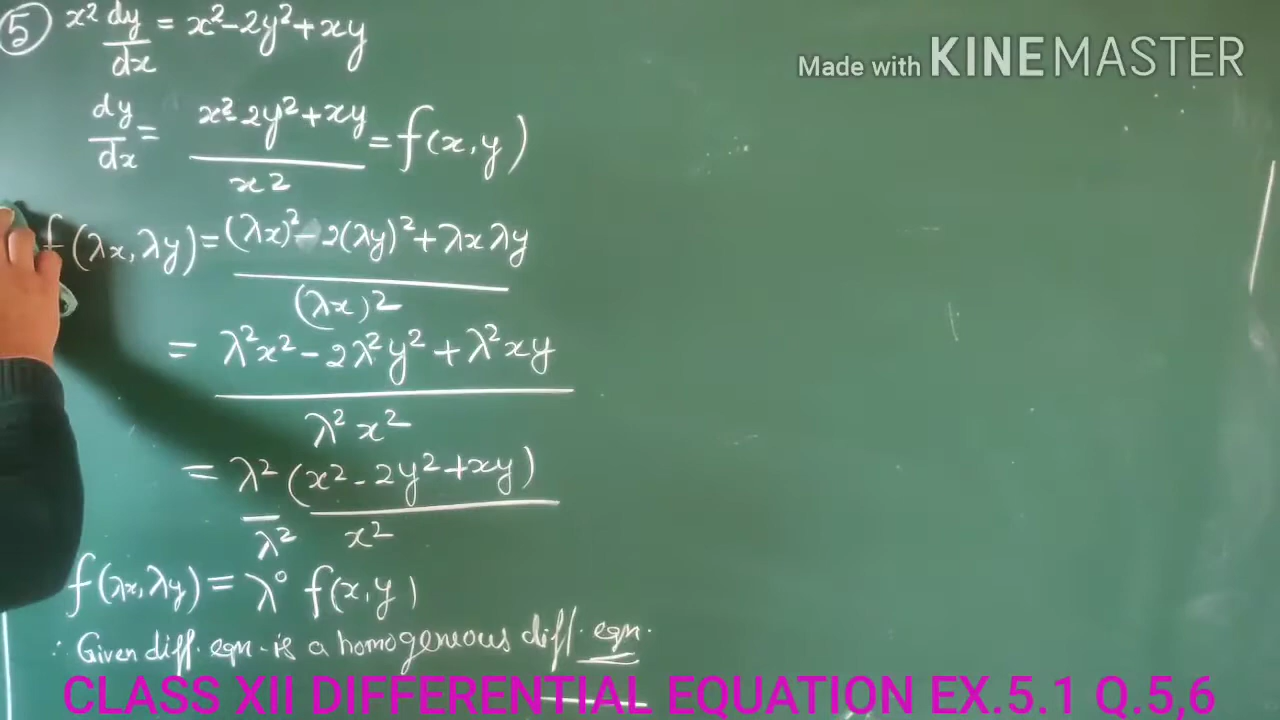 ⑤ x² dy/dx = x²-2y²+xy
Made with KINEMASTER
dy/dx = x²-2y²+xy / x² = f(x,y)
f(λx,λy) = (λx)²-2(λy)²+λxλy / (λx)²
= λ²x²-2λ²y²+λ²xy / λ²x²
= λ²/λ² (x²-2y²+xy) / x²
f(λx,λy) = λ⁰ f(x,y)
∴ Given diff. eqn. is a homogeneous diff. eqn.
CLASS XII DIFFERENTIAL EQUATION EX.5.1 Q.5,6